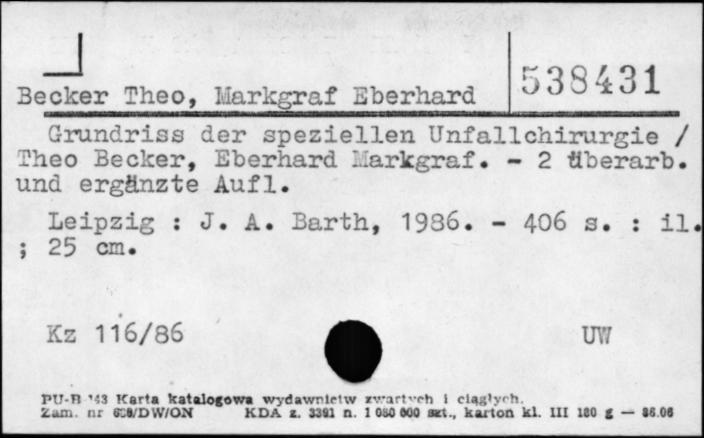 538431
Becker Theo, Markgraf Eberhard
Grundriss der speziellen Unfallchirurgie /
Theo Becker, Eberhard Markgraf. - 2 überarb.
und ergänzte Aufl.
Leipzig : J. A. Barth, 1986. - 406 s. : il.
; 25 cm.
Kz 116/86
UW
PU-B 143 Karta katalogowa wydawnictw zwartych i ciągłych.
Zam. nr /DW/ON KDA z. 3391 n. 1 080 000 szt., karton kl. III 180 g — 86.06